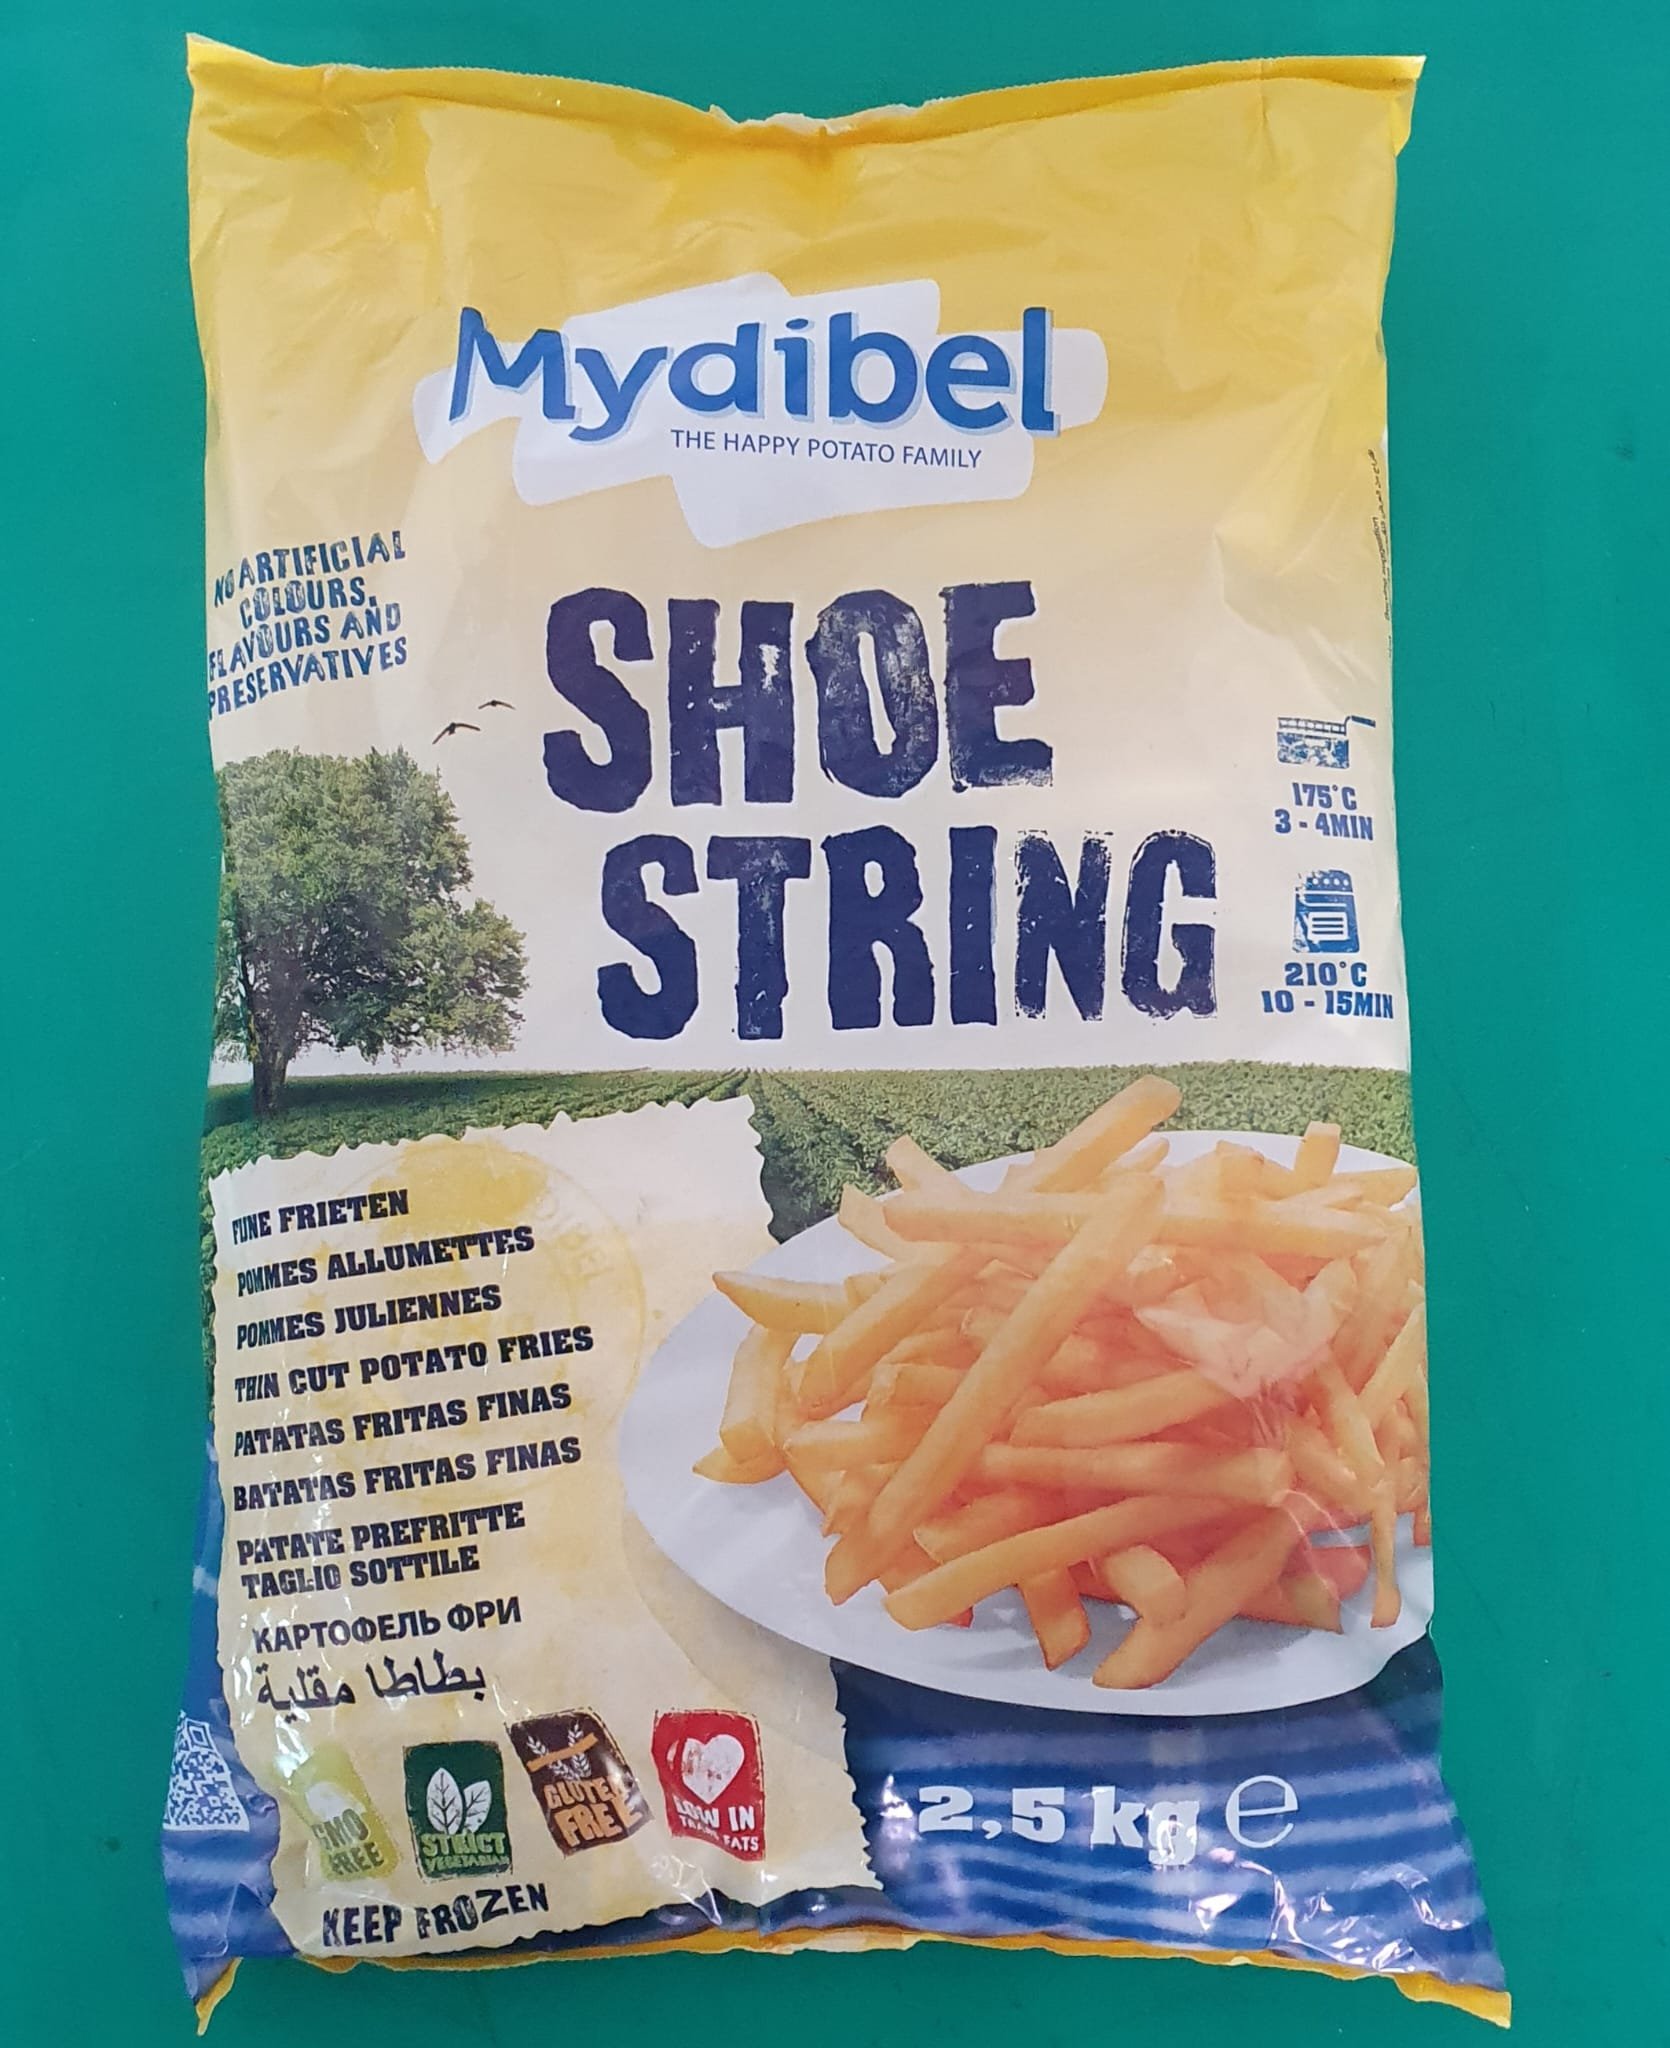 Mydibel
THE HAPPY POTATO FAMILY
NO ARTIFICIAL
COLOURS,
FLAVOURS AND
PRESERVATIVES
SHOE
STRING
175°C
3 - 4MIN
210°C
10 - 15MIN
FIJNE FRIETEN
POMMES ALLUMETTES
POMMES JULIENNES
THIN CUT POTATO FRIES
PATATAS FRITAS FINAS
BATATAS FRITAS FINAS
PATATE PREFRITTE
TAGLIO SOTTILE
КАРТОФЕЛЬ ФРИ
بطاطا مقلية
GMO
FREE
STRICT
VEGETARIAN
GLUTEN
FREE
LOW IN
TRANS FATS
2,5 kg e
KEEP FROZEN